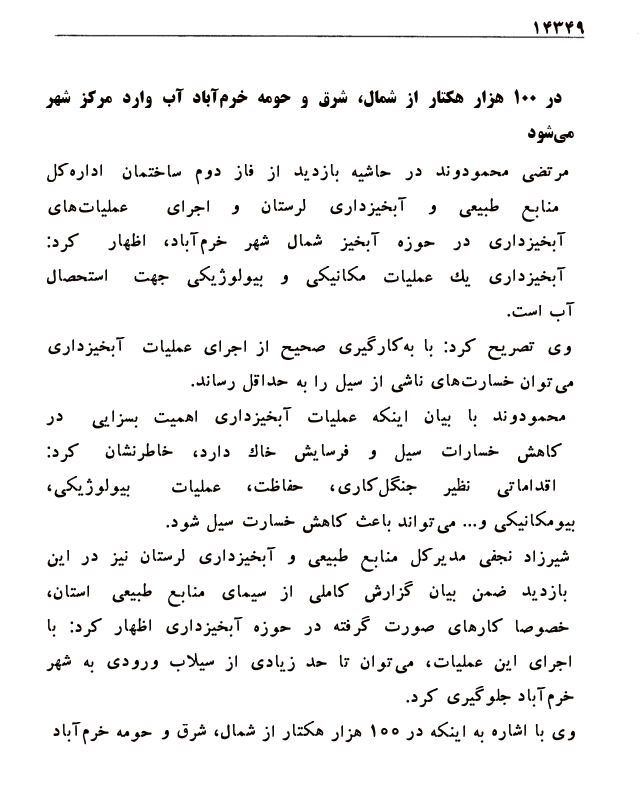 ۱۴۳۴۹
در ۱۰۰ هزار هکتار از شمال، شرق و حومه خرم‌آباد آب وارد مرکز شهر
می‌شود
مرتضی محمودوند در حاشیه بازدید از فاز دوم ساختمان اداره‌کل
منابع طبیعی و آبخیزداری لرستان و اجرای عملیات‌های
آبخیزداری در حوزه آبخیز شمال شهر خرم‌آباد، اظهار کرد:
آبخیزداری یك عملیات مکانیکی و بیولوژیکی جهت استحصال
آب است.
وی تصریح کرد: با به‌کارگیری صحیح از اجرای عملیات آبخیزداری
می‌توان خسارت‌های ناشی از سیل را به حداقل رساند.
محمودوند با بیان اینکه عملیات آبخیزداری اهمیت بسزایی در
کاهش خسارات سیل و فرسایش خاك دارد، خاطرنشان کرد:
اقداماتی نظیر جنگل‌کاری، حفاظت، عملیات بیولوژیکی،
بیومکانیکی و... می‌تواند باعث کاهش خسارت سیل شود.
شیرزاد نجفی مدیرکل منابع طبیعی و آبخیزداری لرستان نیز در این
بازدید ضمن بیان گزارش کاملی از سیمای منابع طبیعی استان،
خصوصا کارهای صورت گرفته در حوزه آبخیزداری اظهار کرد: با
اجرای این عملیات، می‌توان تا حد زیادی از سیلاب ورودی به شهر
خرم‌آباد جلوگیری کرد.
وی با اشاره به اینکه در ۱۰۰ هزار هکتار از شمال، شرق و حومه خرم‌آباد